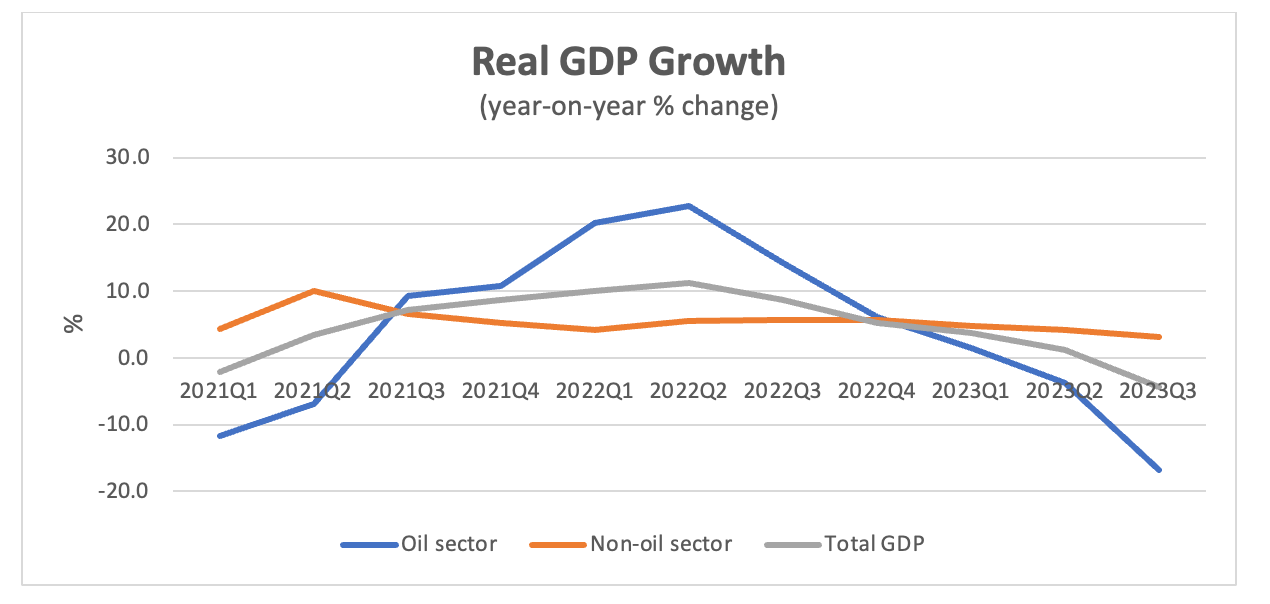 Real GDP Growth
(year-on-year % change)
30.0
20.0
10.0
0.0
-10.0
-20.0
%
2021Q1 2021Q2 2021Q3 2021Q4 2022Q1 2022Q2 2022Q3 2022Q4 2023Q1 2023Q2 2023Q3
Oil sector Non-oil sector Total GDP